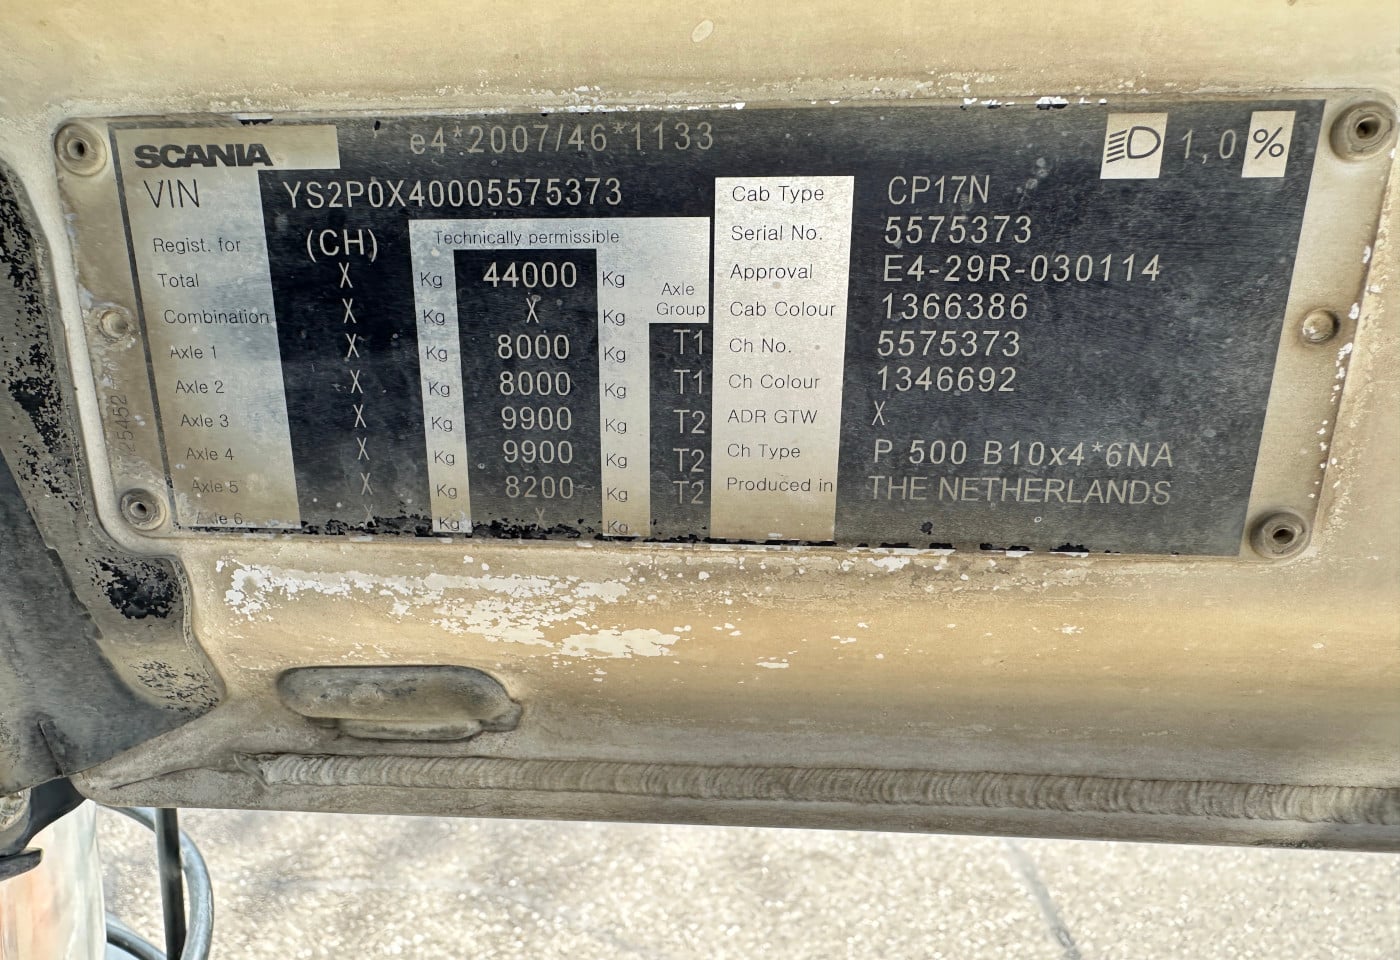 SCANIA e4*2007/46*1133 1,0 %
VIN YS2P0X40005575373
Regist. for (CH) Technically permissible
Total X Kg 44000 Kg Axle Group
Combination X Kg X Kg
Axle 1 X Kg 8000 Kg T1
Axle 2 X Kg 8000 Kg T1
Axle 3 X Kg 9900 Kg T2
Axle 4 X Kg 9900 Kg T2
Axle 5 X Kg 8200 Kg T2
Axle 6 X Kg X Kg
Cab Type CP17N
Serial No. 5575373
Approval E4-29R-030114
Cab Colour 1366386
Ch No. 5575373
Ch Colour 1346692
ADR GTW X
Ch Type P 500 B10x4*6NA
Produced in THE NETHERLANDS